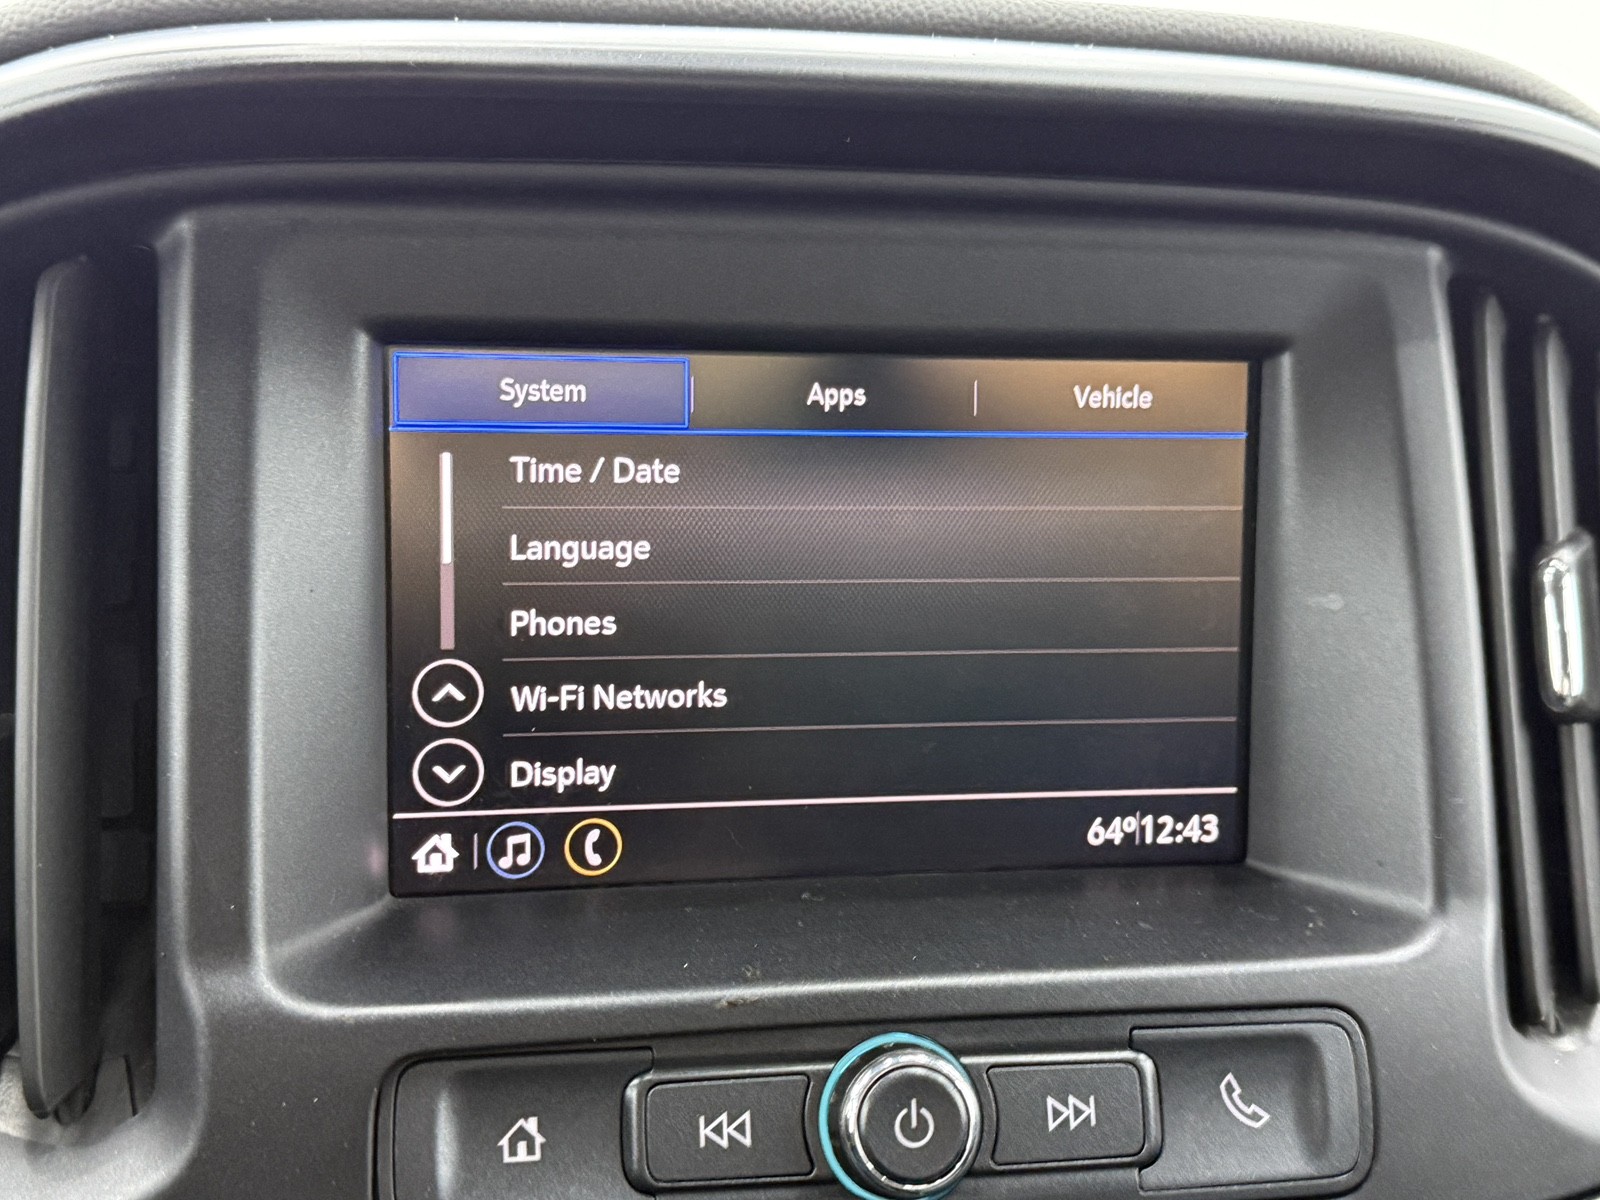 System Apps Vehicle
Time / Date
Language
Phones
Wi-Fi Networks
Display
64º 12:43